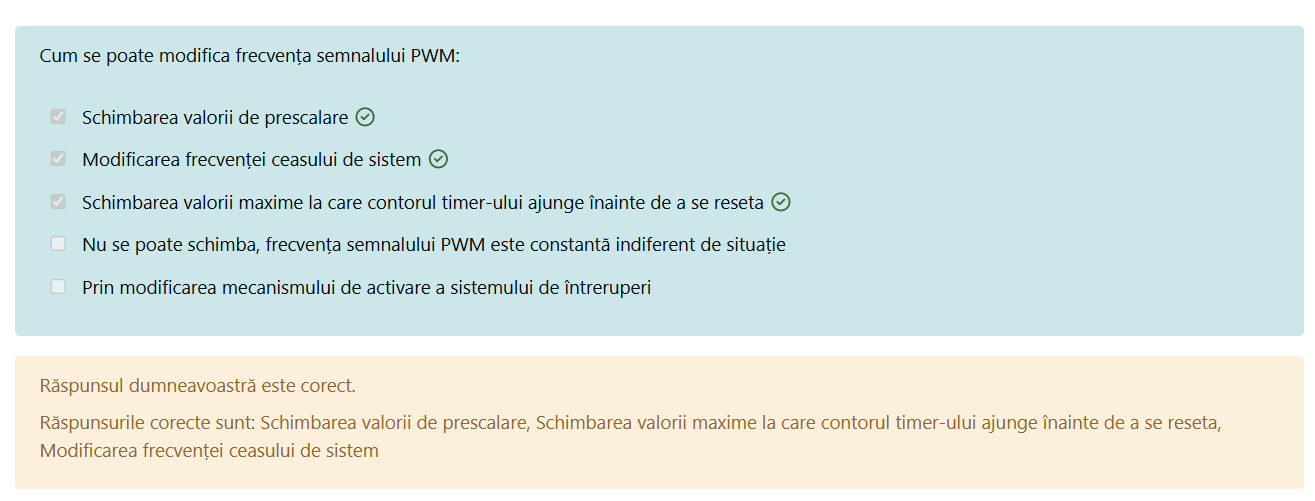 Cum se poate modifica frecvența semnalului PWM:
Schimbarea valorii de prescalare
Modificarea frecvenței ceasului de sistem
Schimbarea valorii maxime la care contorul timer-ului ajunge înainte de a se reseta
Nu se poate schimba, frecvența semnalului PWM este constantă indiferent de situație
Prin modificarea mecanismului de activare a sistemului de întreruperi
Răspunsul dumneavoastră este corect.
Răspunsurile corecte sunt: Schimbarea valorii de prescalare, Schimbarea valorii maxime la care contorul timer-ului ajunge înainte de a se reseta,
Modificarea frecvenței ceasului de sistem